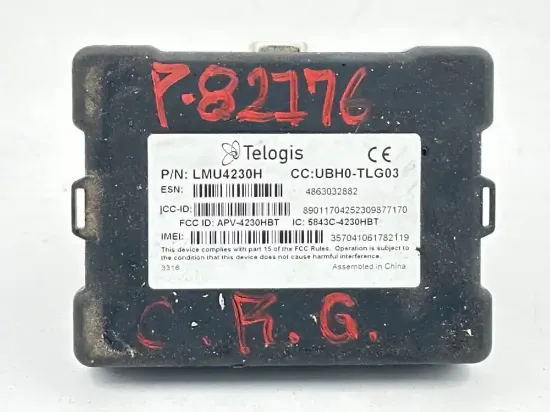 P.82176
Telogis CE
P/N: LMU4230H CC:UBH0-TLG03
ESN: 4863032882
ICC-ID: 89011704252309877170
FCC ID: APV-4230HBT IC: 5843C-4230HBT
IMEI: 357041061782119
This device complies with part 15 of the FCC Rules. Operation is subject to
the condition that this device does not cause harmful interference.
3316 Assembled in China
C.R.G.